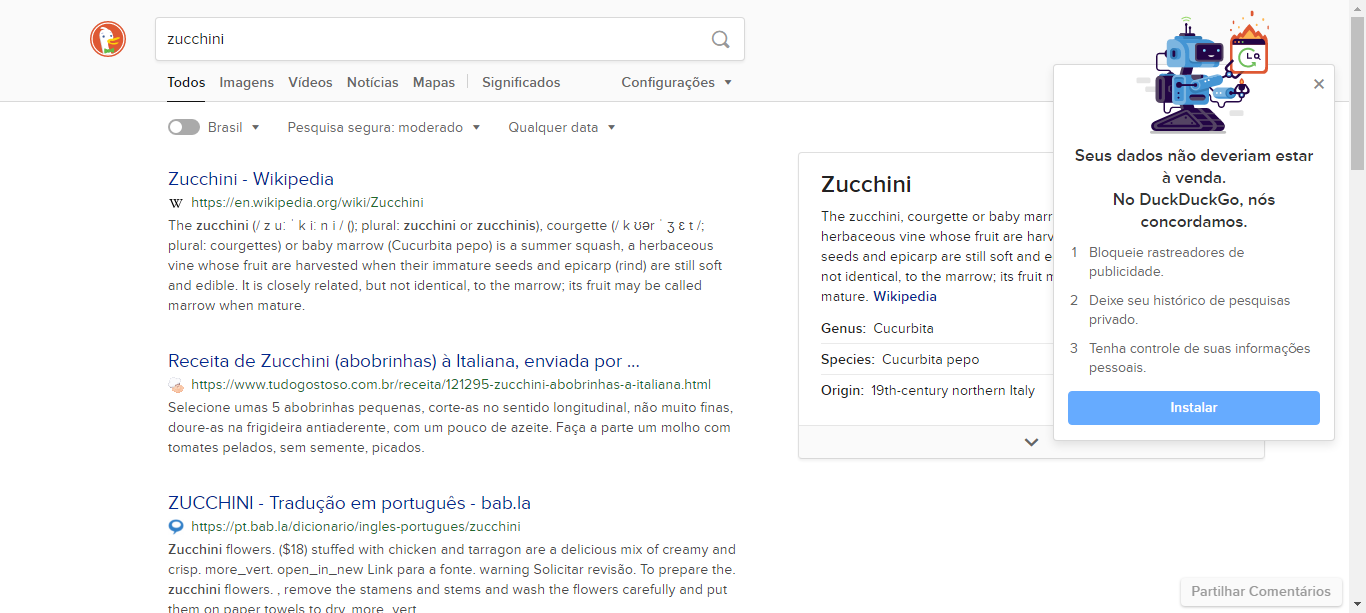 zucchini
Todos Imagens Vídeos Notícias Mapas Significados Configurações
Brasil Pesquisa segura: moderado Qualquer data
Zucchini - Wikipedia
W https://en.wikipedia.org/wiki/Zucchini
The zucchini (/ z uː ˈ k iː n i / (); plural: zucchini or zucchinis), courgette (/ k ʊər ˈ ʒ ɛ t /;
plural: courgettes) or baby marrow (Cucurbita pepo) is a summer squash, a herbaceous
vine whose fruit are harvested when their immature seeds and epicarp (rind) are still soft
and edible. It is closely related, but not identical, to the marrow; its fruit may be called
marrow when mature.
Receita de Zucchini (abobrinhas) à Italiana, enviada por ...
https://www.tudogostoso.com.br/receita/121295-zucchini-abobrinhas-a-italiana.html
Selecione umas 5 abobrinhas pequenas, corte-as no sentido longitudinal, não muito finas,
doure-as na frigideira antiaderente, com um pouco de azeite. Faça a parte um molho com
tomates pelados, sem semente, picados.
ZUCCHINI - Tradução em português - bab.la
https://pt.bab.la/dicionario/ingles-portugues/zucchini
Zucchini flowers. ($18) stuffed with chicken and tarragon are a delicious mix of creamy and
crisp. more_vert. open_in_new Link para a fonte. warning Solicitar revisão. To prepare the.
zucchini flowers. , remove the stamens and stems and wash the flowers carefully and put
them on paper towels to dry. more_vert
Zucchini
The zucchini, courgette or baby marr
herbaceous vine whose fruit are harv
seeds and epicarp are still soft and e
not identical, to the marrow; its fruit m
mature. Wikipedia
Genus: Cucurbita
Species: Cucurbita pepo
Origin: 19th-century northern Italy
Seus dados não deveriam estar
à venda.
No DuckDuckGo, nós
concordamos.
1 Bloqueie rastreadores de
publicidade.
2 Deixe seu histórico de pesquisas
privado.
3 Tenha controle de suas informações
pessoais.
Instalar
Partilhar Comentários